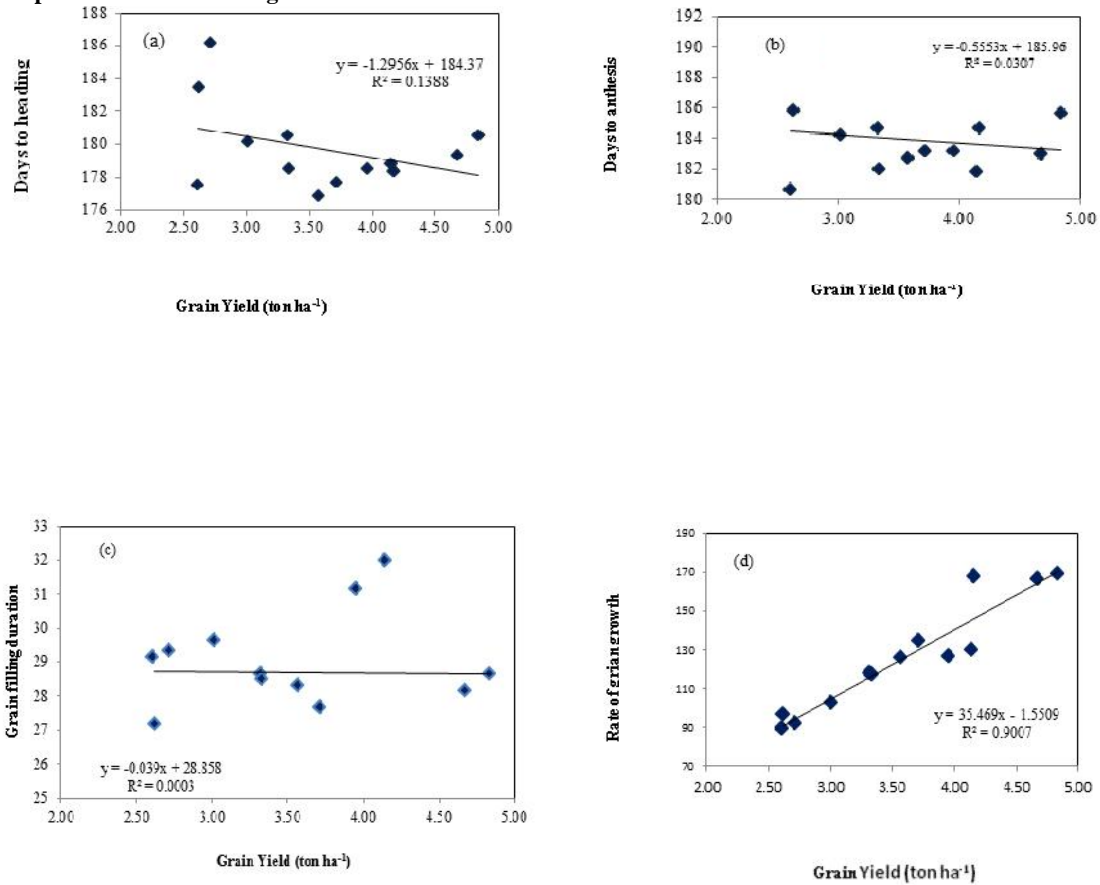 188
186
184
182
180
178
176
2.00 2.50 3.00 3.50 4.00 4.50 5.00
(a)
y = -1.2956x + 184.37
R² = 0.1388
Days to heading
Grain Yield (ton ha⁻¹)
192
190
188
186
184
182
180
2.00 3.00 4.00 5.00
(b)
y = -0.5553x + 185.96
R² = 0.0307
Days to anthesis
Grain Yield (ton ha⁻¹)
33
32
31
30
29
28
27
26
25
2.00 2.50 3.00 3.50 4.00 4.50 5.00
(c)
y = -0.039x + 28.858
R² = 0.0003
Grain filling duration
Grain Yield (ton ha⁻¹)
190
170
150
130
110
90
70
2.00 2.50 3.00 3.50 4.00 4.50 5.00
(d)
y = 35.469x - 1.5509
R² = 0.9007
Rate of grian growth
Grain Yield (ton ha⁻¹)